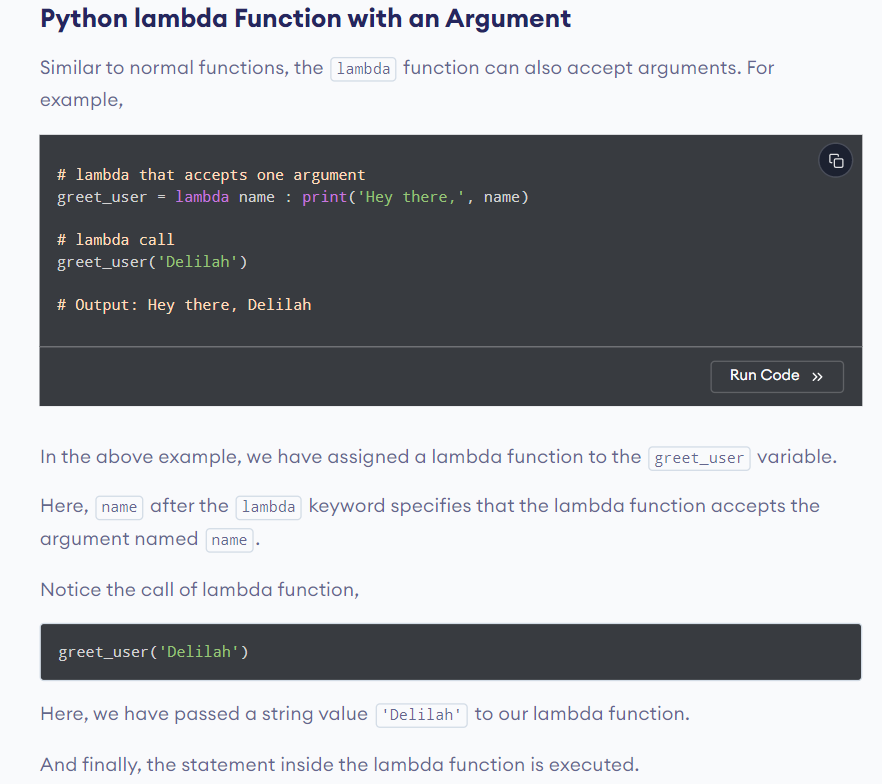 Python lambda Function with an Argument
Similar to normal functions, the lambda function can also accept arguments. For
example,
# lambda that accepts one argument
greet_user = lambda name : print('Hey there,', name)
# lambda call
greet_user('Delilah')
# Output: Hey there, Delilah
Run Code »
In the above example, we have assigned a lambda function to the greet_user variable.
Here, name after the lambda keyword specifies that the lambda function accepts the
argument named name .
Notice the call of lambda function,
greet_user('Delilah')
Here, we have passed a string value 'Delilah' to our lambda function.
And finally, the statement inside the lambda function is executed.